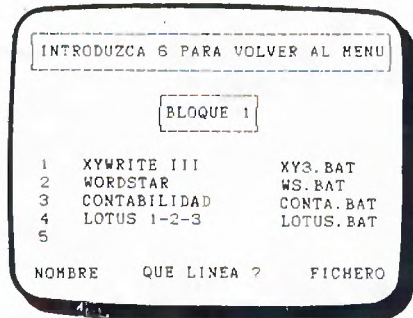 INTRODUZCA 6 PARA VOLVER AL MENU
BLOQUE 1
1 XYWRITE III XY3.BAT
2 WORDSTAR WS.BAT
3 CONTABILIDAD CONTA.BAT
4 LOTUS 1-2-3 LOTUS.BAT
5
NOMBRE QUE LINEA ? FICHERO